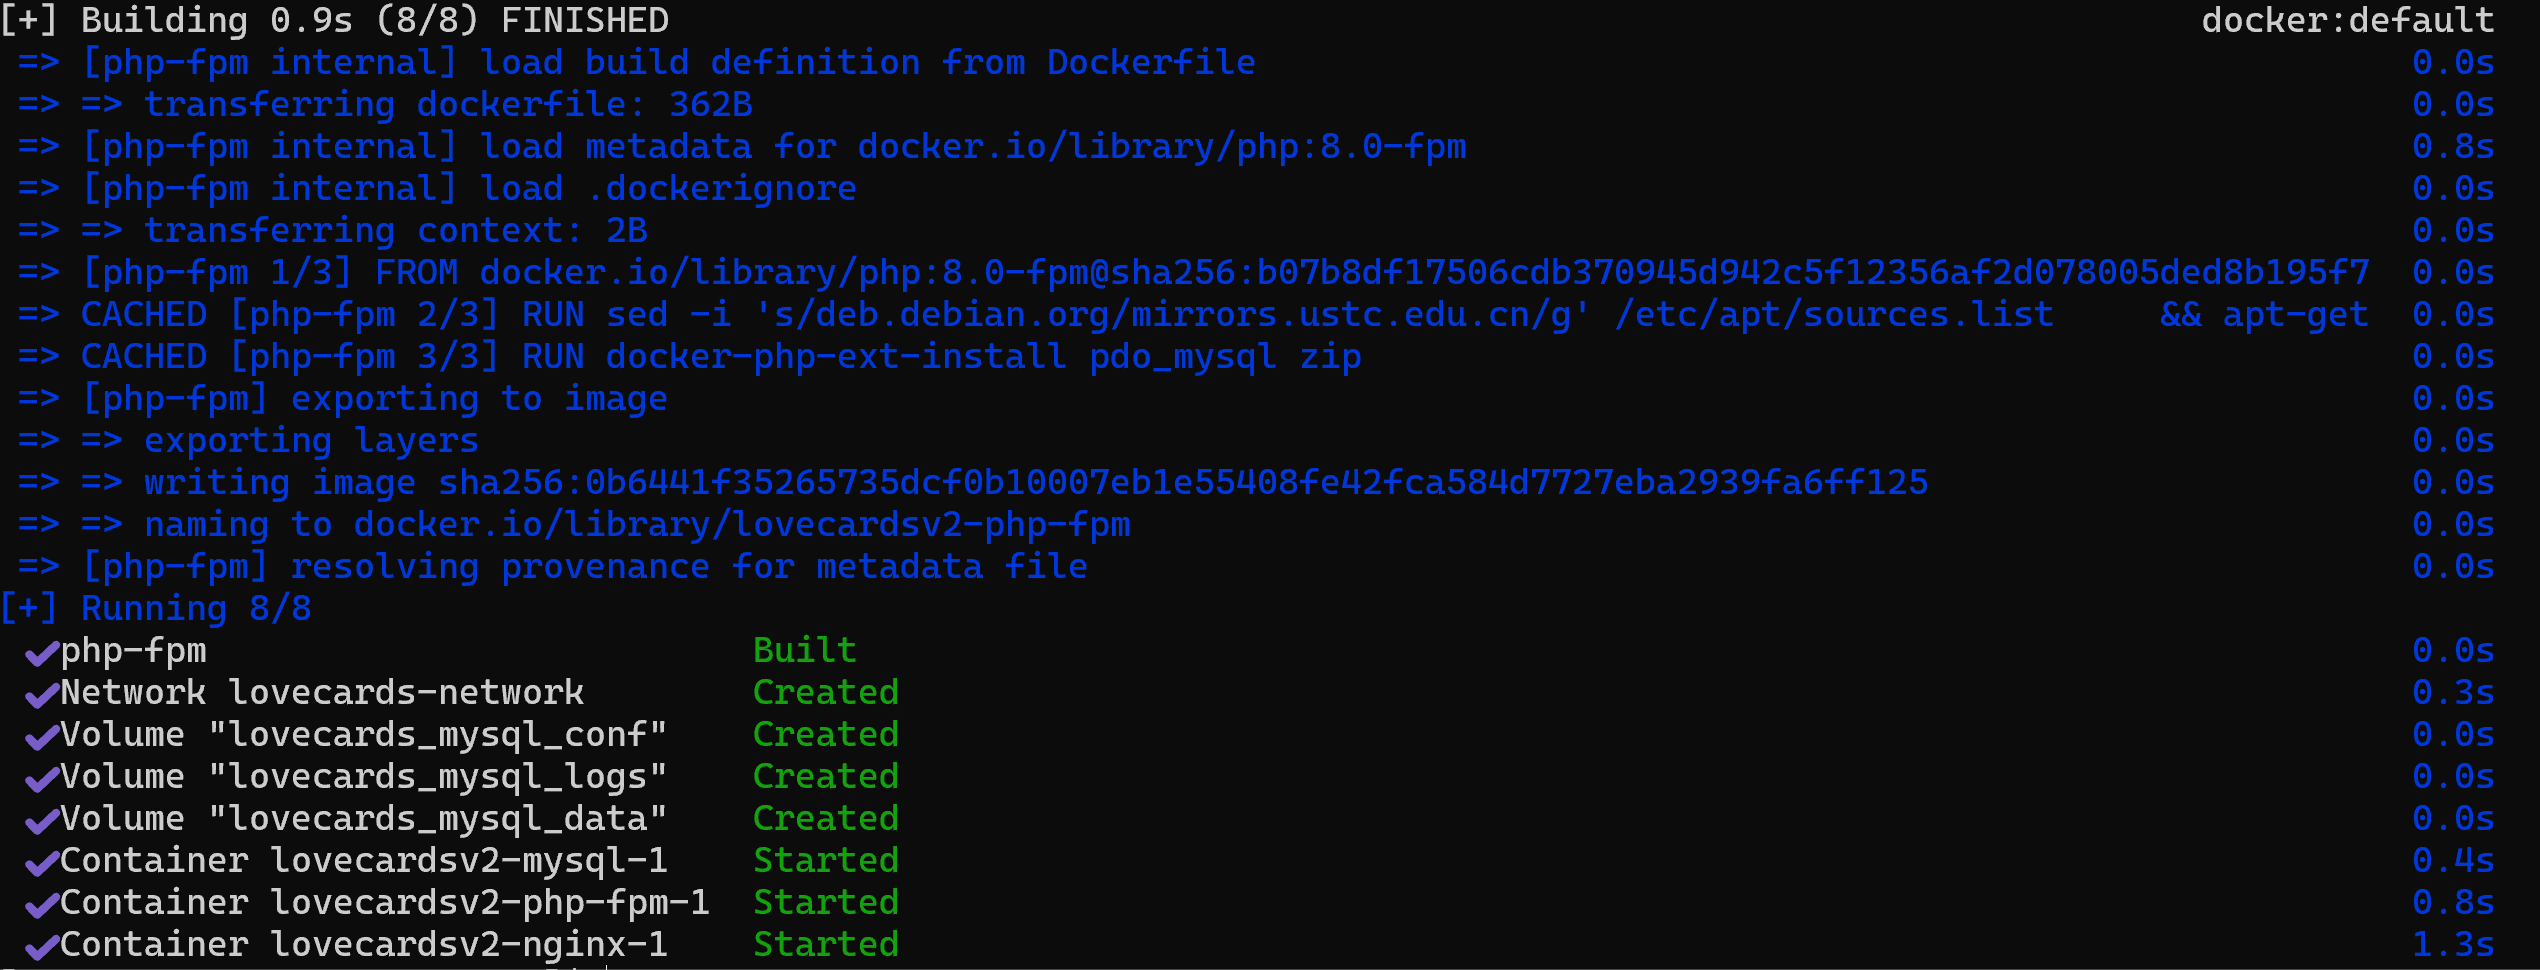 [+] Building 0.9s (8/8) FINISHED docker:default
=> [php-fpm internal] load build definition from Dockerfile 0.0s
=> => transferring dockerfile: 362B 0.0s
=> [php-fpm internal] load metadata for docker.io/library/php:8.0-fpm 0.8s
=> [php-fpm internal] load .dockerignore 0.0s
=> => transferring context: 2B 0.0s
=> [php-fpm 1/3] FROM docker.io/library/php:8.0-fpm@sha256:b07b8df17506cdb370945d942c5f12356af2d078005ded8b195f7 0.0s
=> CACHED [php-fpm 2/3] RUN sed -i 's/deb.debian.org/mirrors.ustc.edu.cn/g' /etc/apt/sources.list && apt-get 0.0s
=> CACHED [php-fpm 3/3] RUN docker-php-ext-install pdo_mysql zip 0.0s
=> [php-fpm] exporting to image 0.0s
=> => exporting layers 0.0s
=> => writing image sha256:0b6441f35265735dcf0b10007eb1e55408fe42fca584d7727eba2939fa6ff125 0.0s
=> => naming to docker.io/library/lovecardsv2-php-fpm 0.0s
=> [php-fpm] resolving provenance for metadata file 0.0s
[+] Running 8/8
✔php-fpm Built 0.0s
✔Network lovecards-network Created 0.3s
✔Volume "lovecards_mysql_conf" Created 0.0s
✔Volume "lovecards_mysql_logs" Created 0.0s
✔Volume "lovecards_mysql_data" Created 0.0s
✔Container lovecardsv2-mysql-1 Started 0.4s
✔Container lovecardsv2-php-fpm-1 Started 0.8s
✔Container lovecardsv2-nginx-1 Started 1.3s